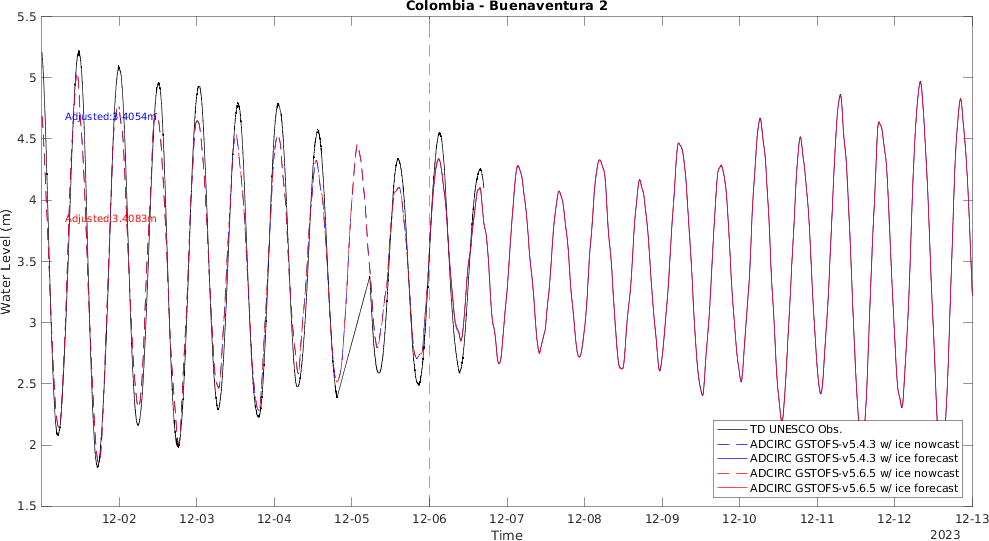 Colombia - Buenaventura 2
5.5
5
4.5
4
3.5
3
2.5
2
1.5
Water Level (m)
Adjusted:3.4054m
Adjusted:3.4083m
TD UNESCO Obs.
ADCIRC GSTOFS-v5.4.3 w/ ice nowcast
ADCIRC GSTOFS-v5.4.3 w/ ice forecast
ADCIRC GSTOFS-v5.6.5 w/ ice nowcast
ADCIRC GSTOFS-v5.6.5 w/ ice forecast
12-02 12-03 12-04 12-05 12-06 12-07 12-08 12-09 12-10 12-11 12-12 12-13
Time
2023